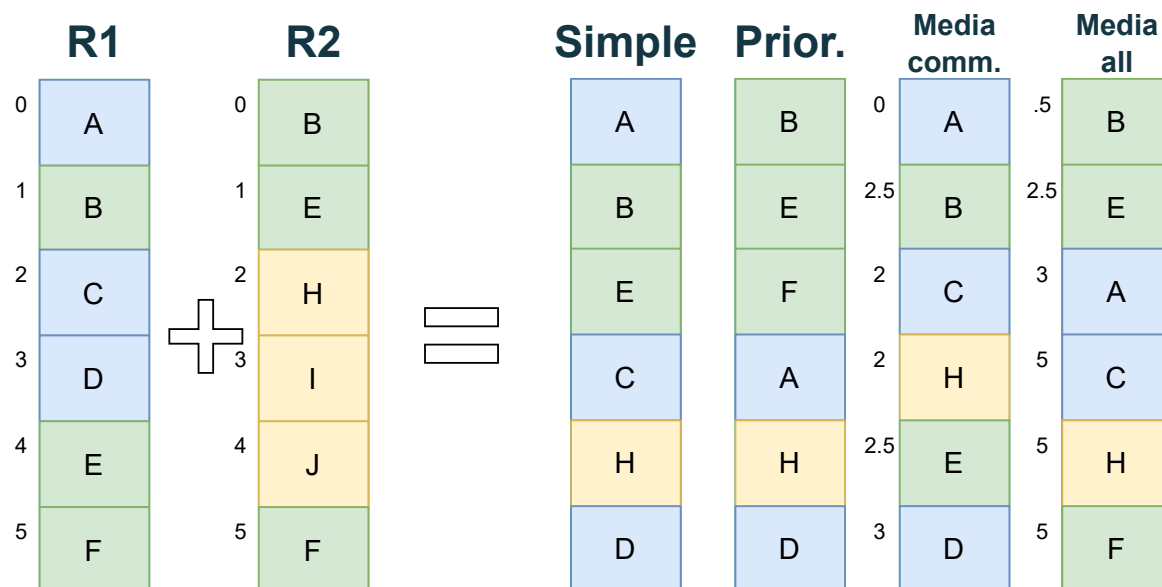 R1 R2 Simple Prior. Media comm. Media all
0 A 0 B A B 0 A .5 B
1 B 1 E B E 2.5 B 2.5 E
2 C 2 H E F 2 C 3 A
3 D 3 I C A 2 H 5 C
4 E 4 J H H 2.5 E 5 H
5 F 5 F D D 3 D 5 F